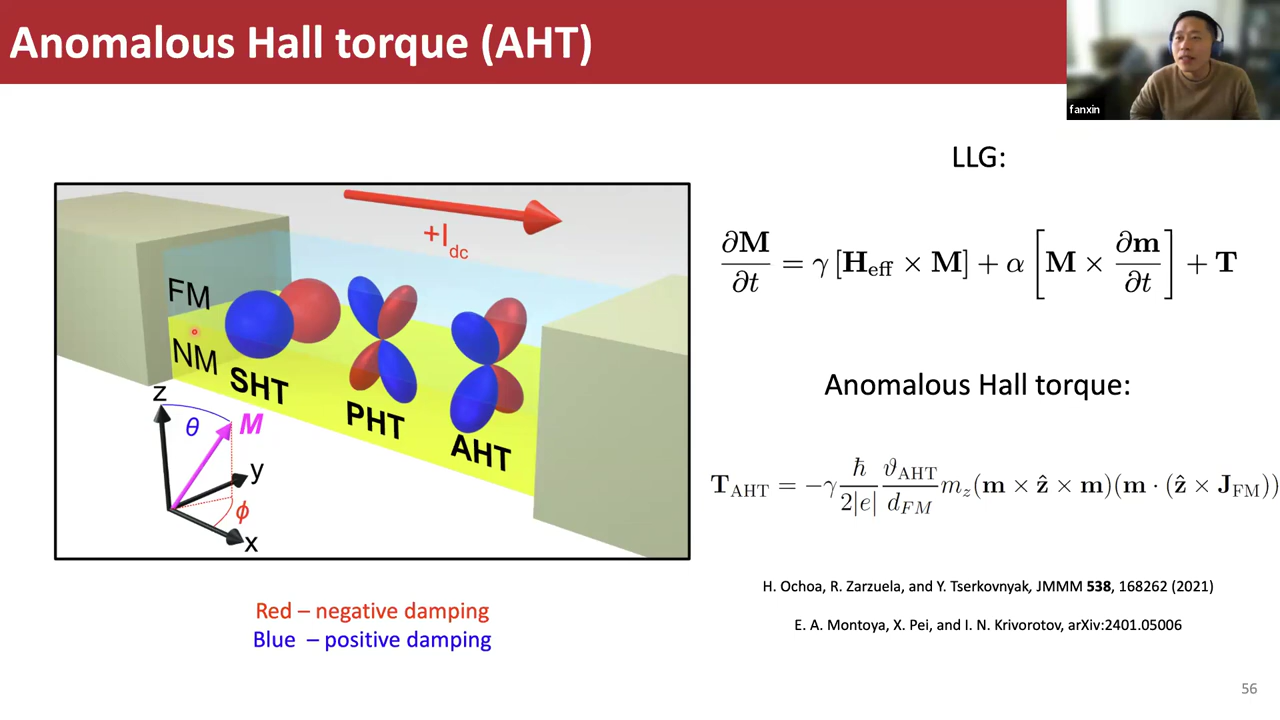 Anomalous Hall torque (AHT)
fanxin
+I_dc
FM
NM
SHT
PHT
AHT
z
θ
M
y
ϕ
x
Red – negative damping
Blue – positive damping
LLG:
∂M/∂t = γ [H_eff × M] + α [M × ∂m/∂t] + T
Anomalous Hall torque:
T_AHT = −γ ħ/2|e| ϑ_AHT/d_FM m_z(m × ẑ × m)(m · (ẑ × J_FM))
H. Ochoa, R. Zarzuela, and Y. Tserkovnyak, JMMM 538, 168262 (2021)
E. A. Montoya, X. Pei, and I. N. Krivorotov, arXiv:2401.05006
56